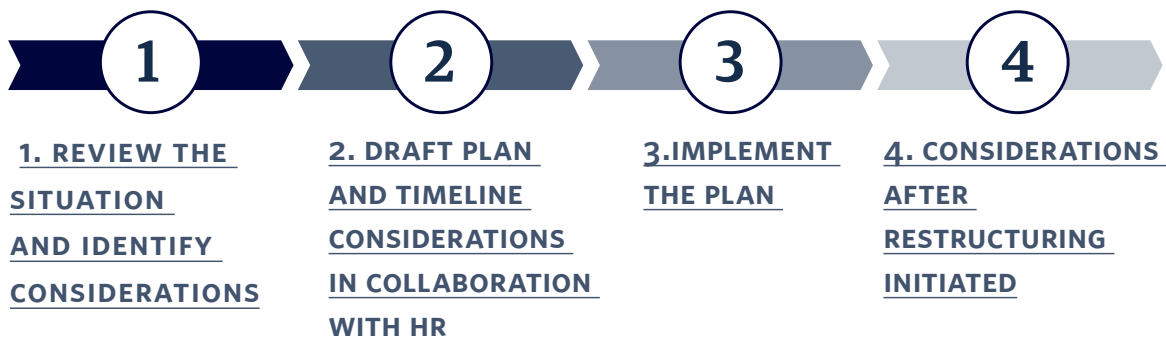 1
2
3
4
1. REVIEW THE
SITUATION
AND IDENTIFY
CONSIDERATIONS
2. DRAFT PLAN
AND TIMELINE
CONSIDERATIONS
IN COLLABORATION
WITH HR
3.IMPLEMENT
THE PLAN
4. CONSIDERATIONS
AFTER
RESTRUCTURING
INITIATED